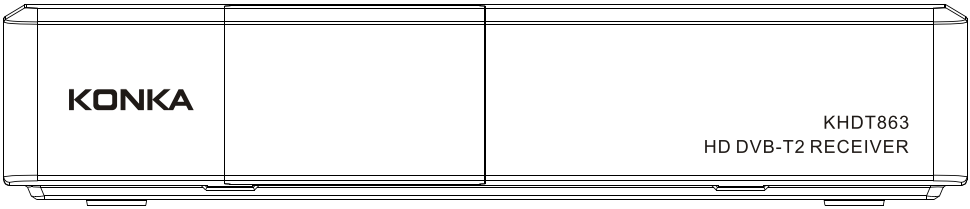 KONKA
KHDT863
HD DVB-T2 RECEIVER